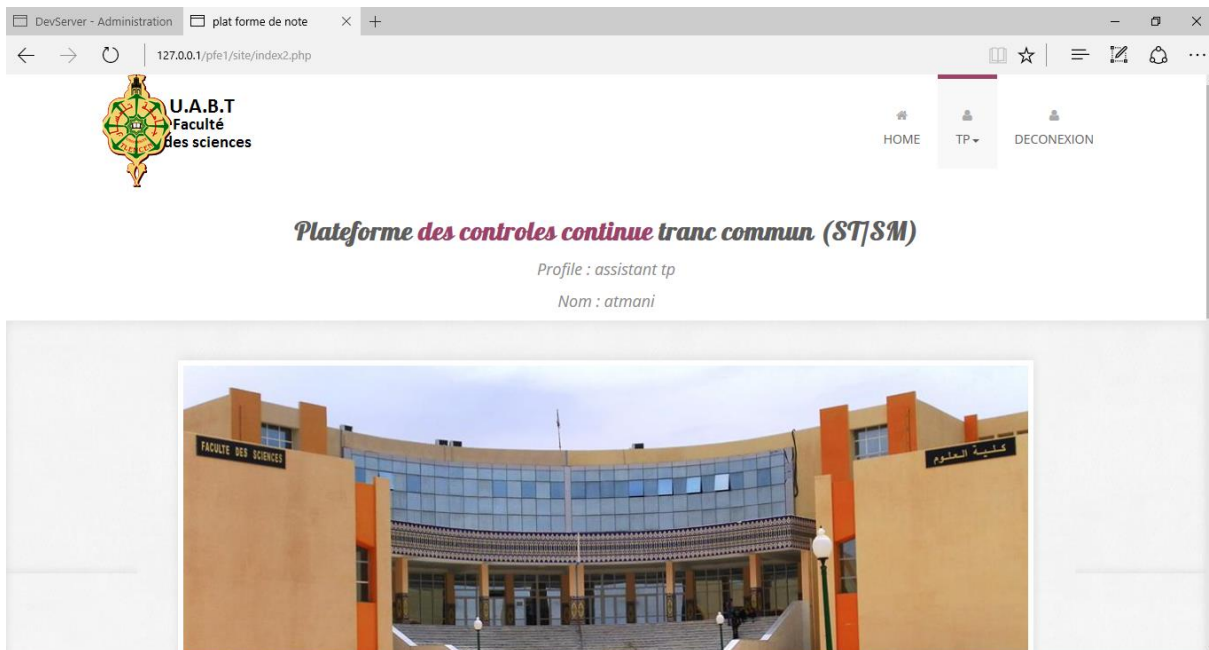 DevServer - Administration
plat forme de note
127.0.0.1/pfe1/site/index2.php
U.A.B.T
Faculté
des sciences
HOME
TP
DECONEXION
Plateforme des controles continue tranc commun (ST/SM)
Profile : assistant tp
Nom : atmani
FACULTE DES SCIENCES
كلية العلوم